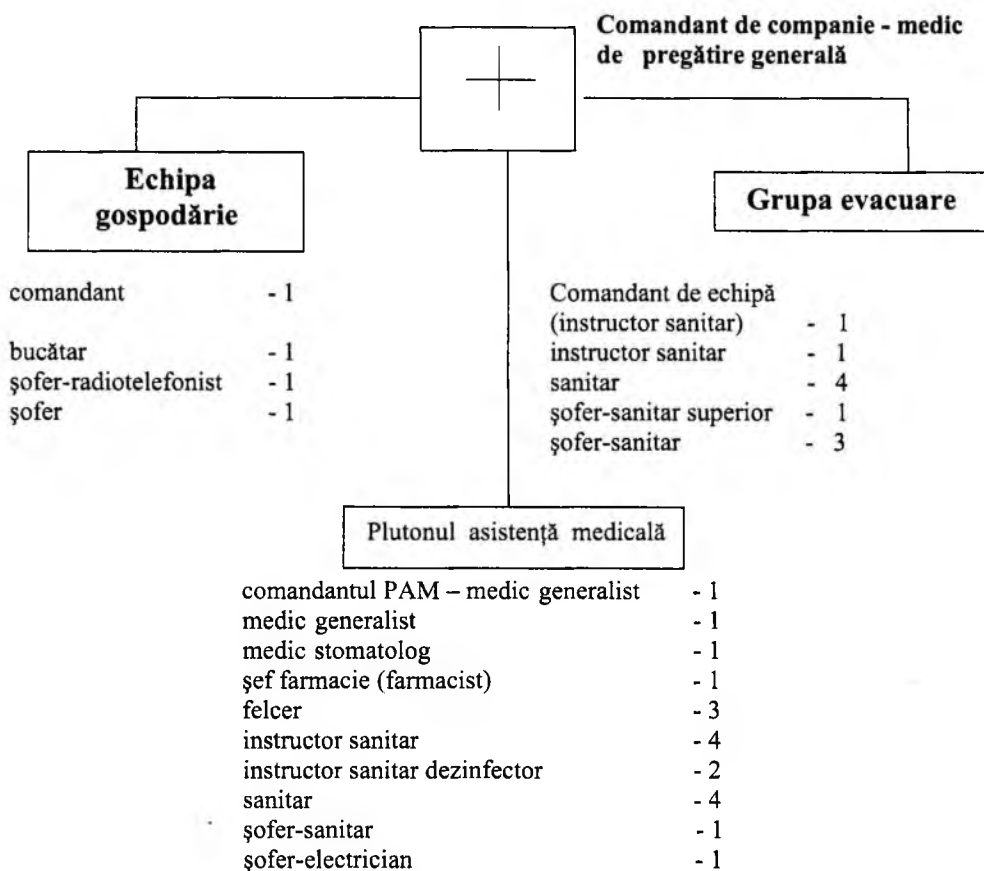 Comandant de companie - medic
de pregătire generală
Echipa
gospodărie
Grupa evacuare
comandant - 1
bucătar - 1
şofer-radiotelefonist - 1
şofer - 1
Comandant de echipă
(instructor sanitar) - 1
instructor sanitar - 1
sanitar - 4
şofer-sanitar superior - 1
şofer-sanitar - 3
Plutonul asistenţă medicală
comandantul PAM – medic generalist - 1
medic generalist - 1
medic stomatolog - 1
şef farmacie (farmacist) - 1
felcer - 3
instructor sanitar - 4
instructor sanitar dezinfector - 2
sanitar - 4
şofer-sanitar - 1
şofer-electrician - 1